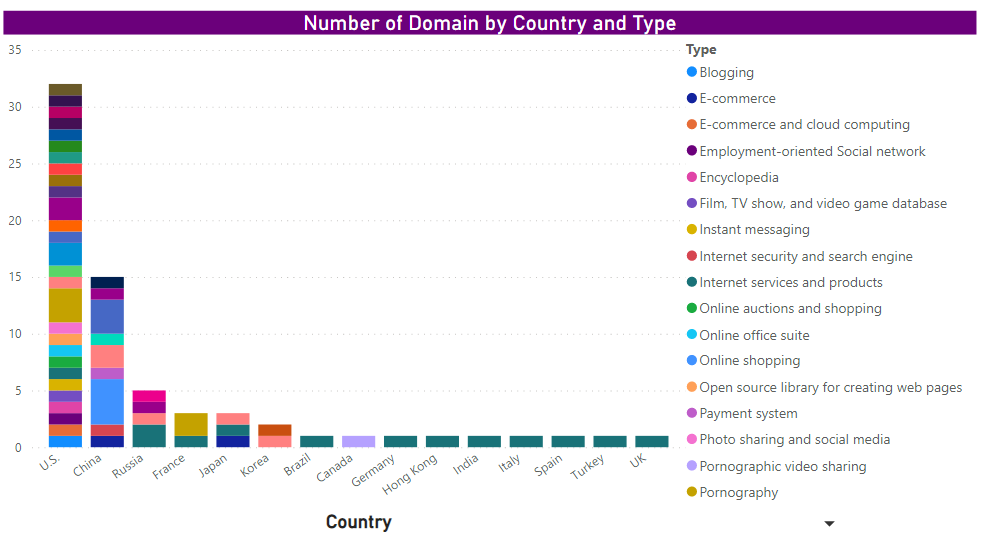 Number of Domain by Country and Type
35
30
25
20
15
10
5
0
U.S.
China
Russia
France
Japan
Korea
Brazil
Canada
Germany
Hong Kong
India
Italy
Spain
Turkey
UK
Country
Type
Blogging
E-commerce
E-commerce and cloud computing
Employment-oriented Social network
Encyclopedia
Film, TV show, and video game database
Instant messaging
Internet security and search engine
Internet services and products
Online auctions and shopping
Online office suite
Online shopping
Open source library for creating web pages
Payment system
Photo sharing and social media
Pornographic video sharing
Pornography